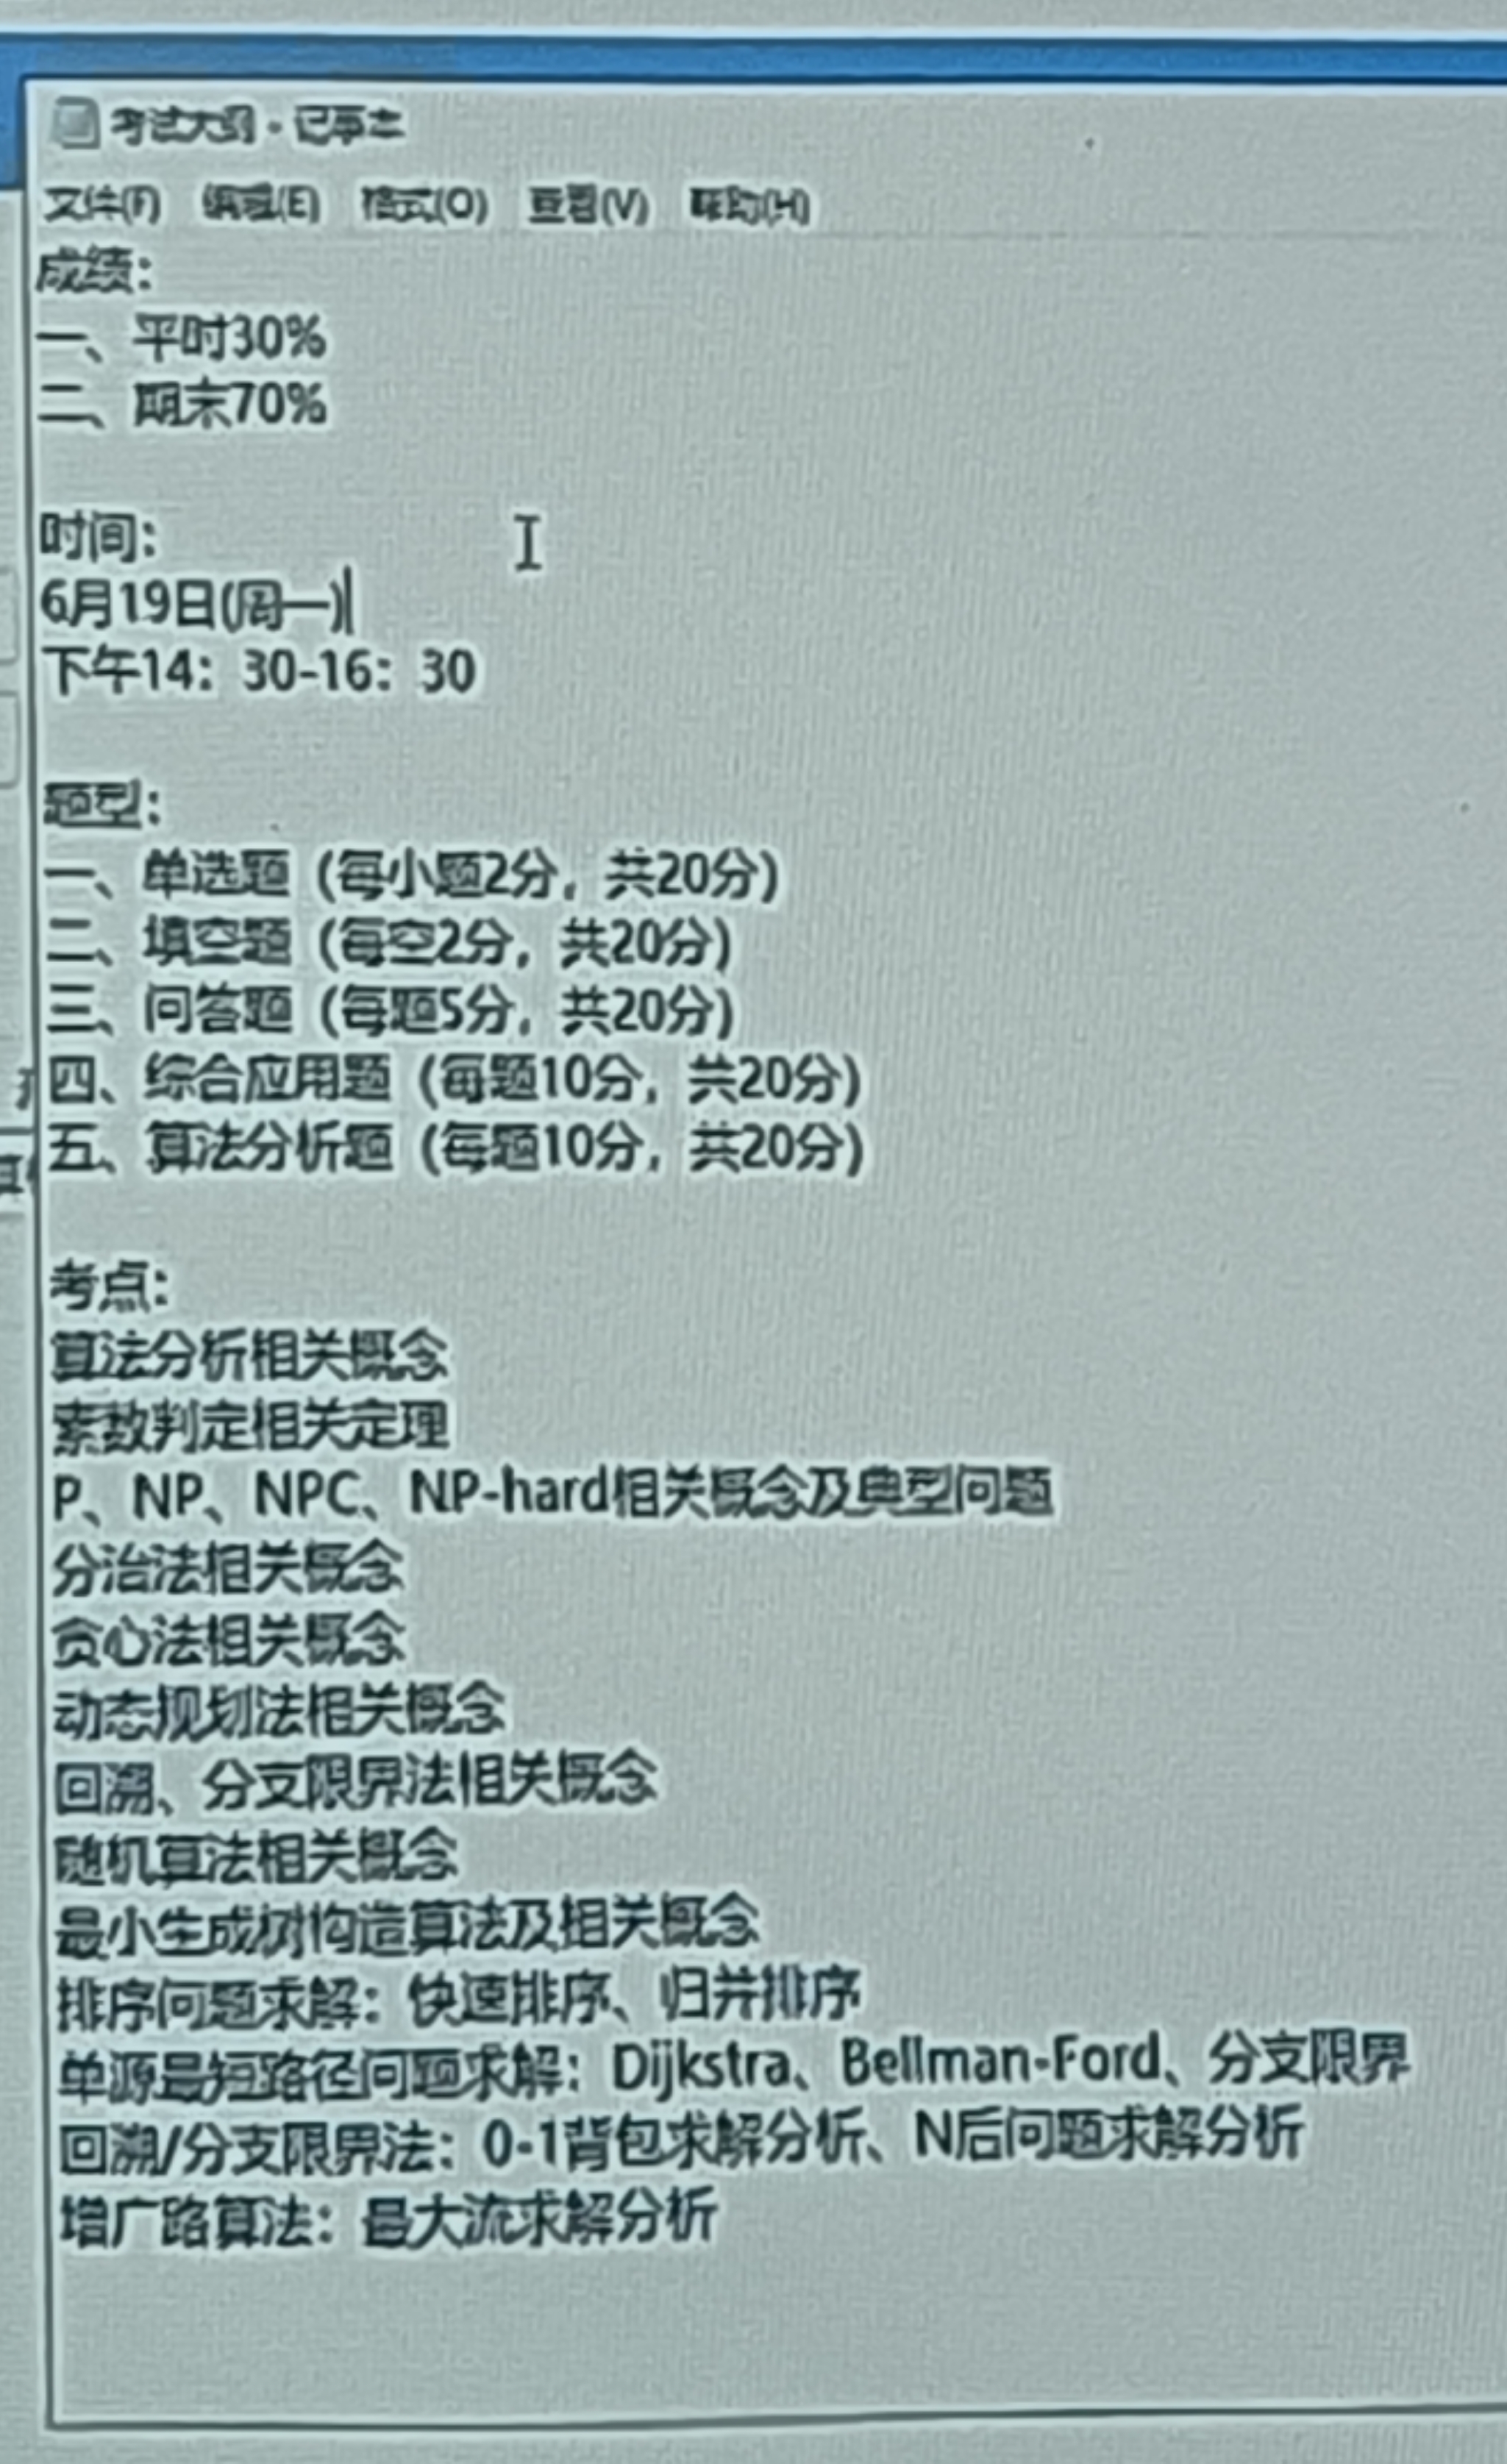 考试大纲 - 记事本
文件(F) 编辑(E) 格式(O) 查看(V) 帮助(H)
成绩：
一、平时30%
二、期末70%
时间：
6月19日(周一)
下午14：30-16：30
题型：
一、单选题（每小题2分，共20分）
二、填空题（每空2分，共20分）
三、问答题（每题5分，共20分）
四、综合应用题（每题10分，共20分）
五、算法分析题（每题10分，共20分）
考点：
算法分析相关概念
素数判定相关定理
P、NP、NPC、NP-hard相关概念及典型问题
分治法相关概念
贪心法相关概念
动态规划法相关概念
回溯、分支限界法相关概念
随机算法相关概念
最小生成树构造算法及相关概念
排序问题求解：快速排序、归并排序
单源最短路径问题求解：Dijkstra、Bellman-Ford、分支限界
回溯/分支限界法：0-1背包求解分析、N后问题求解分析
增广路算法：最大流求解分析